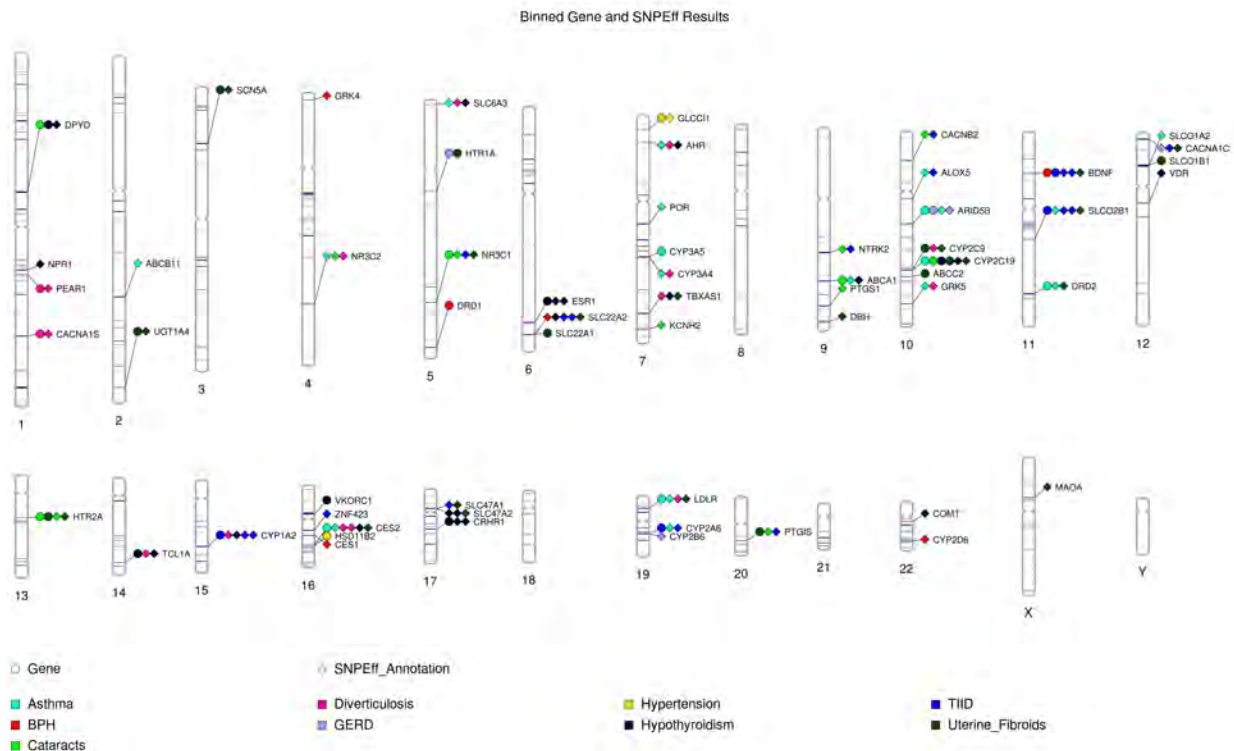 Binned Gene and SNPEff Results
DPYD
NPR1
PEAR1
CACNA1S
1
ABCB11
UGT1A4
2
SCN5A
3
GRK4
NR3C2
4
SLC6A3
HTR1A
NR3C1
DRD1
5
ESR1
SLC22A2
SLC22A1
6
GLCCI1
AHR
POR
CYP3A5
CYP3A4
TBXAS1
KCNH2
7
8
NTRK2
ABCA1
PTGS1
DBH
9
CACNB2
ALOX5
ARID5B
CYP2C9
CYP2C19
ABCC2
GRK5
10
BDNF
SLCO2B1
DRD2
11
SLCO1A2
CACNA1C
SLCO1B1
VDR
12
HTR2A
13
TCL1A
14
CYP1A2
15
VKORC1
ZNF423
CES2
HSD11B2
CES1
16
SLC47A1
SLC47A2
CRHR1
17
18
LDLR
CYP2A6
CYP2B6
19
PTGIS
20
21
COMT
CYP2D6
22
MAOA
X
Y
Gene
SNPEff_Annotation
Asthma
Diverticulosis
Hypertension
TIID
BPH
GERD
Hypothyroidism
Uterine_Fibroids
Cataracts